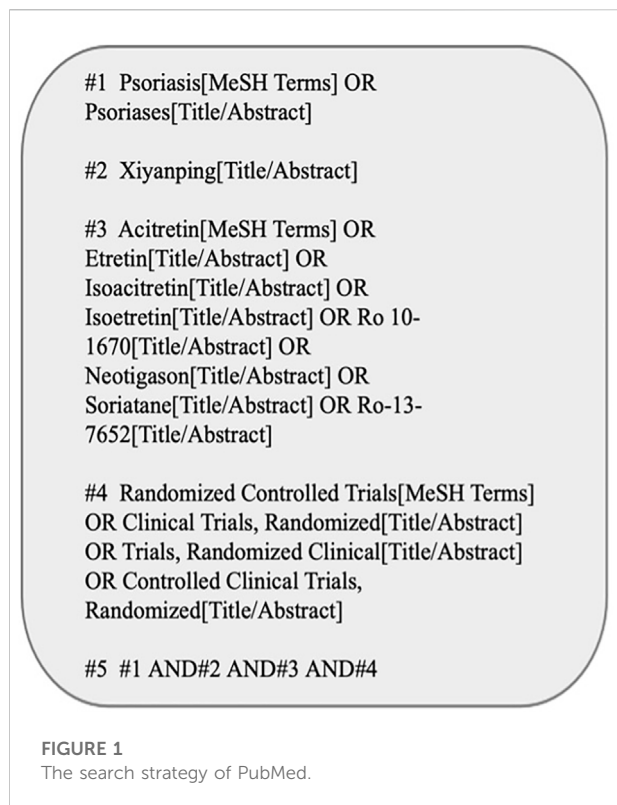 #1 Psoriasis[MeSH Terms] OR
Psoriases[Title/Abstract]
#2 Xiyanping[Title/Abstract]
#3 Acitretin[MeSH Terms] OR
Etretin[Title/Abstract] OR
Isoacitretin[Title/Abstract] OR
Isoetretin[Title/Abstract] OR Ro 10-
1670[Title/Abstract] OR
Neotigason[Title/Abstract] OR
Soriatane[Title/Abstract] OR Ro-13-
7652[Title/Abstract]
#4 Randomized Controlled Trials[MeSH Terms]
OR Clinical Trials, Randomized[Title/Abstract]
OR Trials, Randomized Clinical[Title/Abstract]
OR Controlled Clinical Trials,
Randomized[Title/Abstract]
#5 #1 AND#2 AND#3 AND#4
FIGURE 1
The search strategy of PubMed.